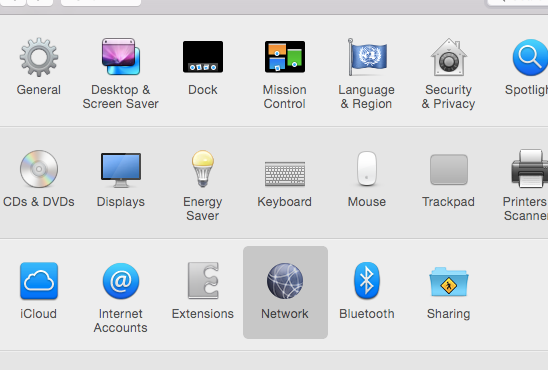 General
Desktop &
Screen Saver
Dock
Mission
Control
Language
& Region
Security
& Privacy
Spotligh
CDs & DVDs
Displays
Energy
Saver
Keyboard
Mouse
Trackpad
Printers
Scanner
iCloud
@
Internet
Accounts
Extensions
Network
Bluetooth
Sharing